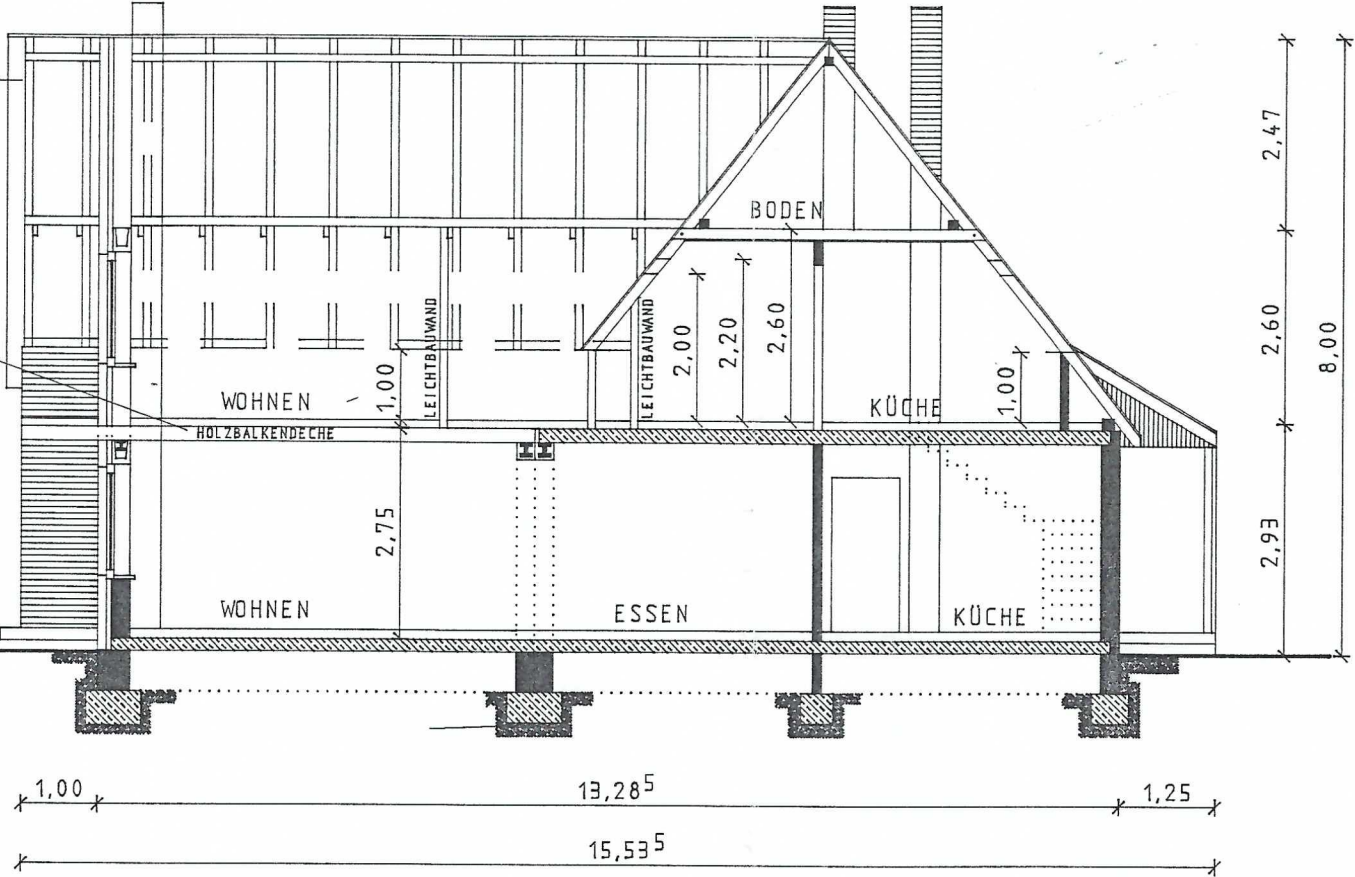 2,47
BODEN
LEICHTBAUWAND
LEICHTBAUWAND
2,00
2,20
2,60
2,60
8,00
1,00
1,00
WOHNEN
KÜCHE
HOLZBALKENDECHE
2,75
2,93
WOHNEN
ESSEN
KÜCHE
1,00
13,28⁵
1,25
15,53⁵